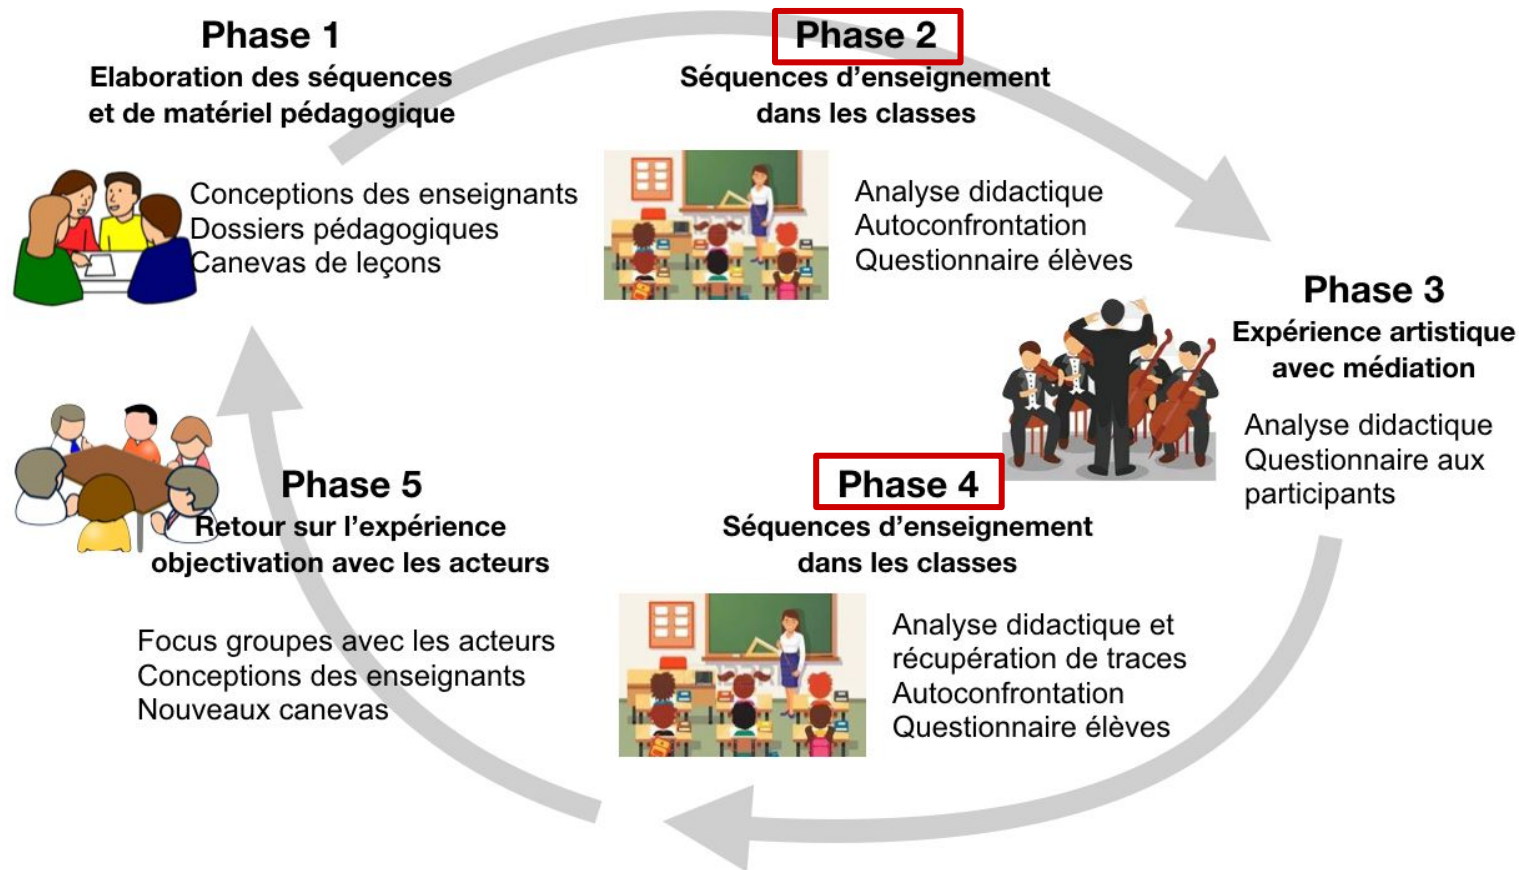 Phase 1
Elaboration des séquences
et de matériel pédagogique
Conceptions des enseignants
Dossiers pédagogiques
Canevas de leçons
Phase 2
Séquences d’enseignement
dans les classes
Analyse didactique
Autoconfrontation
Questionnaire élèves
Phase 3
Expérience artistique
avec médiation
Analyse didactique
Questionnaire aux
participants
Phase 4
Séquences d’enseignement
dans les classes
Analyse didactique et
récupération de traces
Autoconfrontation
Questionnaire élèves
Phase 5
Retour sur l’expérience
objectivation avec les acteurs
Focus groupes avec les acteurs
Conceptions des enseignants
Nouveaux canevas